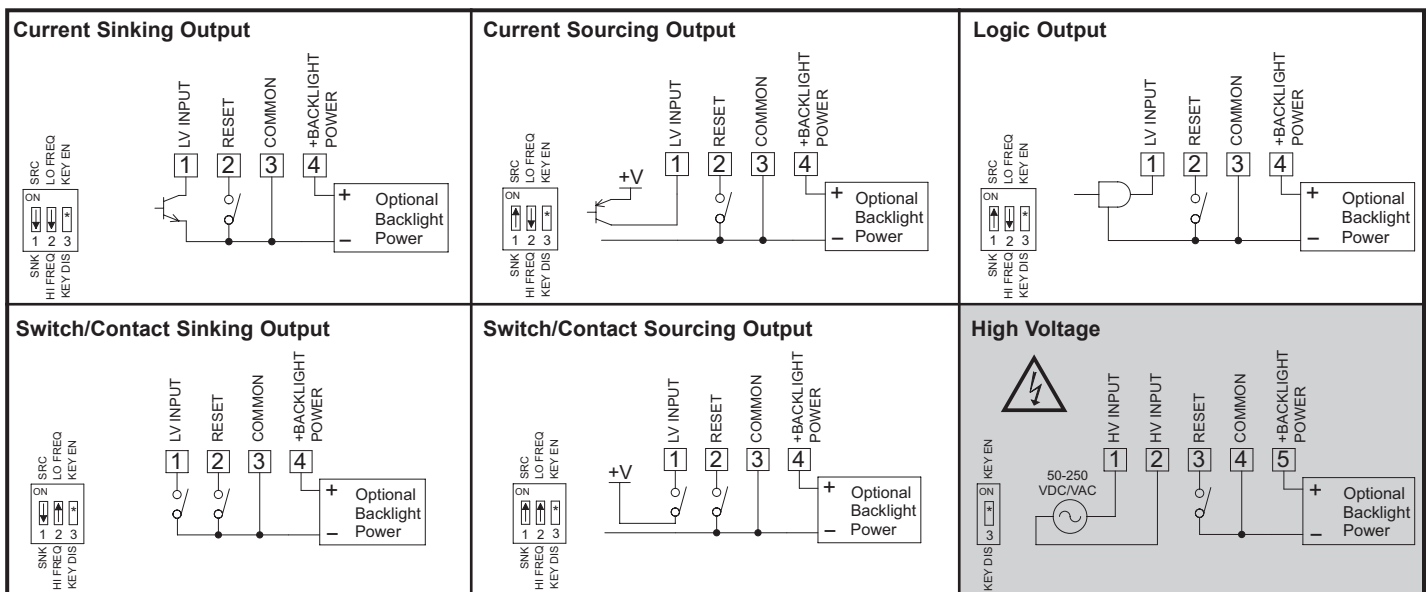 Current Sinking Output
LV INPUT
RESET
COMMON
+BACKLIGHT
POWER
1 2 3 4
SRC
LO FREQ
KEY EN
ON
*
1 2 3
SNK
HI FREQ
KEY DIS
+ Optional
Backlight
– Power
Current Sourcing Output
LV INPUT
RESET
COMMON
+BACKLIGHT
POWER
1 2 3 4
+V
SRC
LO FREQ
KEY EN
ON
*
1 2 3
SNK
HI FREQ
KEY DIS
+ Optional
Backlight
– Power
Logic Output
LV INPUT
RESET
COMMON
+BACKLIGHT
POWER
1 2 3 4
SRC
LO FREQ
KEY EN
ON
*
1 2 3
SNK
HI FREQ
KEY DIS
+ Optional
Backlight
– Power
Switch/Contact Sinking Output
LV INPUT
RESET
COMMON
+BACKLIGHT
POWER
1 2 3 4
SRC
LO FREQ
KEY EN
ON
*
1 2 3
SNK
HI FREQ
KEY DIS
+ Optional
Backlight
– Power
Switch/Contact Sourcing Output
LV INPUT
RESET
COMMON
+BACKLIGHT
POWER
1 2 3 4
+V
SRC
LO FREQ
KEY EN
ON
*
1 2 3
SNK
HI FREQ
KEY DIS
+ Optional
Backlight
– Power
High Voltage
HV INPUT
HV INPUT
RESET
COMMON
+BACKLIGHT
POWER
1 2 3 4 5
50-250
VDC/VAC
KEY EN
ON
*
3
KEY DIS
+ Optional
Backlight
– Power